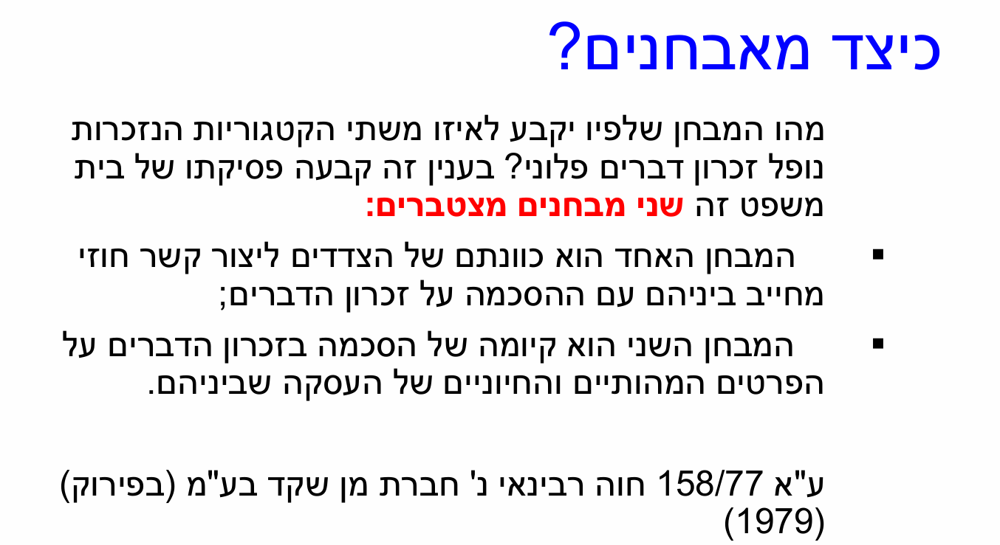 כיצד מאבחנים?
מהו המבחן שלפיו יקבע לאיזו משתי הקטגוריות הנזכרות
נופל זכרון דברים פלוני? בענין זה קבעה פסיקתו של בית
משפט זה שני מבחנים מצטברים:
▪ המבחן האחד הוא כוונתם של הצדדים ליצור קשר חוזי
מחייב ביניהם עם ההסכמה על זכרון הדברים;
▪ המבחן השני הוא קיומה של הסכמה בזכרון הדברים על
הפרטים המהותיים והחיוניים של העסקה שביניהם.
ע"א 158/77 חוה רבינאי נ' חברת מן שקד בע"מ (בפירוק)
(1979)